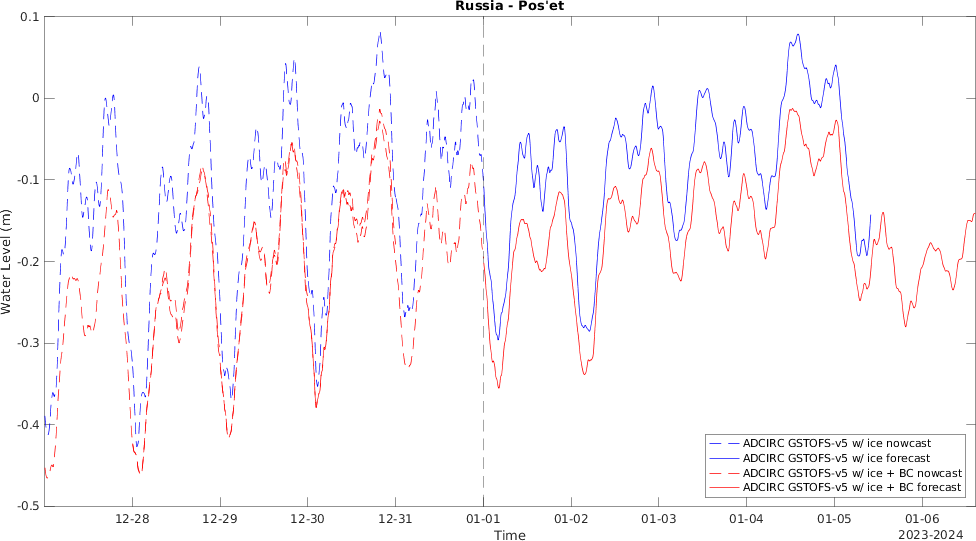 Russia - Pos'et
Water Level (m)
0.1
0
-0.1
-0.2
-0.3
-0.4
-0.5
12-28
12-29
12-30
12-31
01-01
01-02
01-03
01-04
01-05
01-06
Time
2023-2024
ADCIRC GSTOFS-v5 w/ ice nowcast
ADCIRC GSTOFS-v5 w/ ice forecast
ADCIRC GSTOFS-v5 w/ ice + BC nowcast
ADCIRC GSTOFS-v5 w/ ice + BC forecast